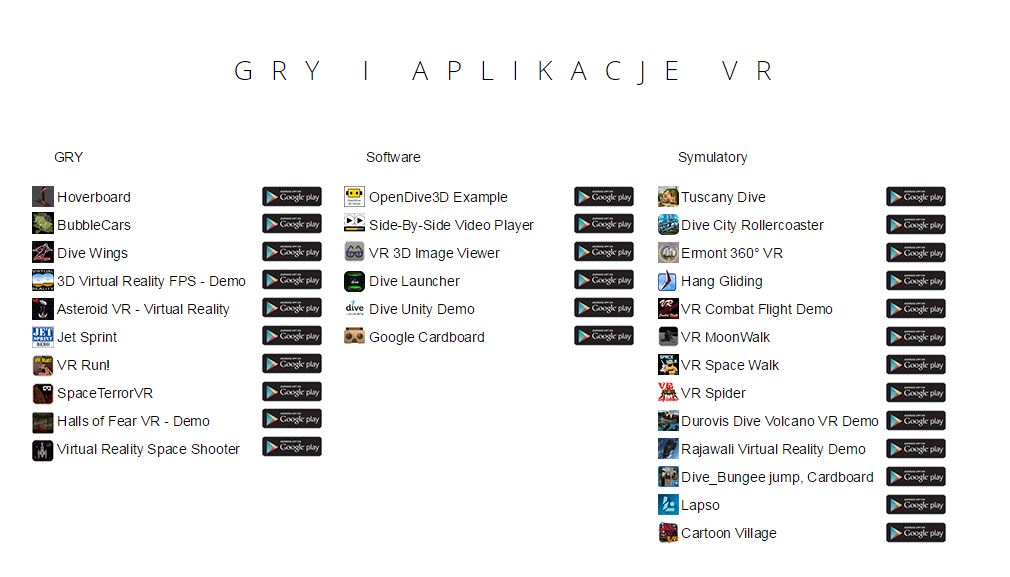 GRY I APLIKACJE VR
GRY
Hoverboard
Google play
BubbleCars
Google play
Dive Wings
Google play
3D Virtual Reality FPS - Demo
Google play
Asteroid VR - Virtual Reality
Google play
Jet Sprint
Google play
VR Run!
Google play
SpaceTerrorVR
Google play
Halls of Fear VR - Demo
Google play
Virtual Reality Space Shooter
Google play
Software
OpenDive3D Example
Google play
Side-By-Side Video Player
Google play
VR 3D Image Viewer
Google play
Dive Launcher
Google play
Dive Unity Demo
Google play
Google Cardboard
Google play
Symulatory
Tuscany Dive
Google play
Dive City Rollercoaster
Google play
Ermont 360° VR
Google play
Hang Gliding
Google play
VR Combat Flight Demo
Google play
VR MoonWalk
Google play
VR Space Walk
Google play
VR Spider
Google play
Durovis Dive Volcano VR Demo
Google play
Rajawali Virtual Reality Demo
Google play
Dive_Bungee jump, Cardboard
Google play
Lapso
Google play
Cartoon Village
Google play